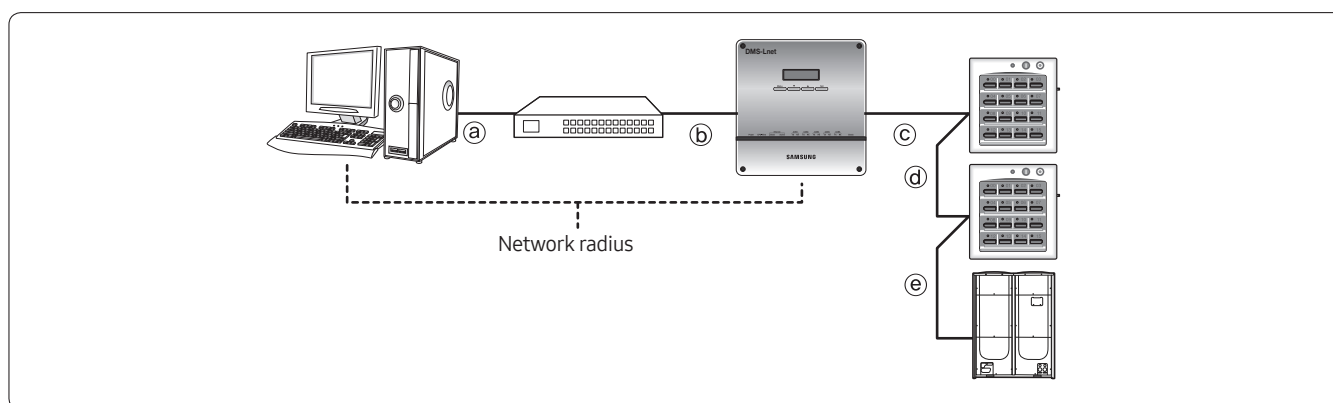 DMS-Lnet
ⓐ
ⓑ
ⓒ
SAMSUNG
ⓓ
Network radius
ⓔ